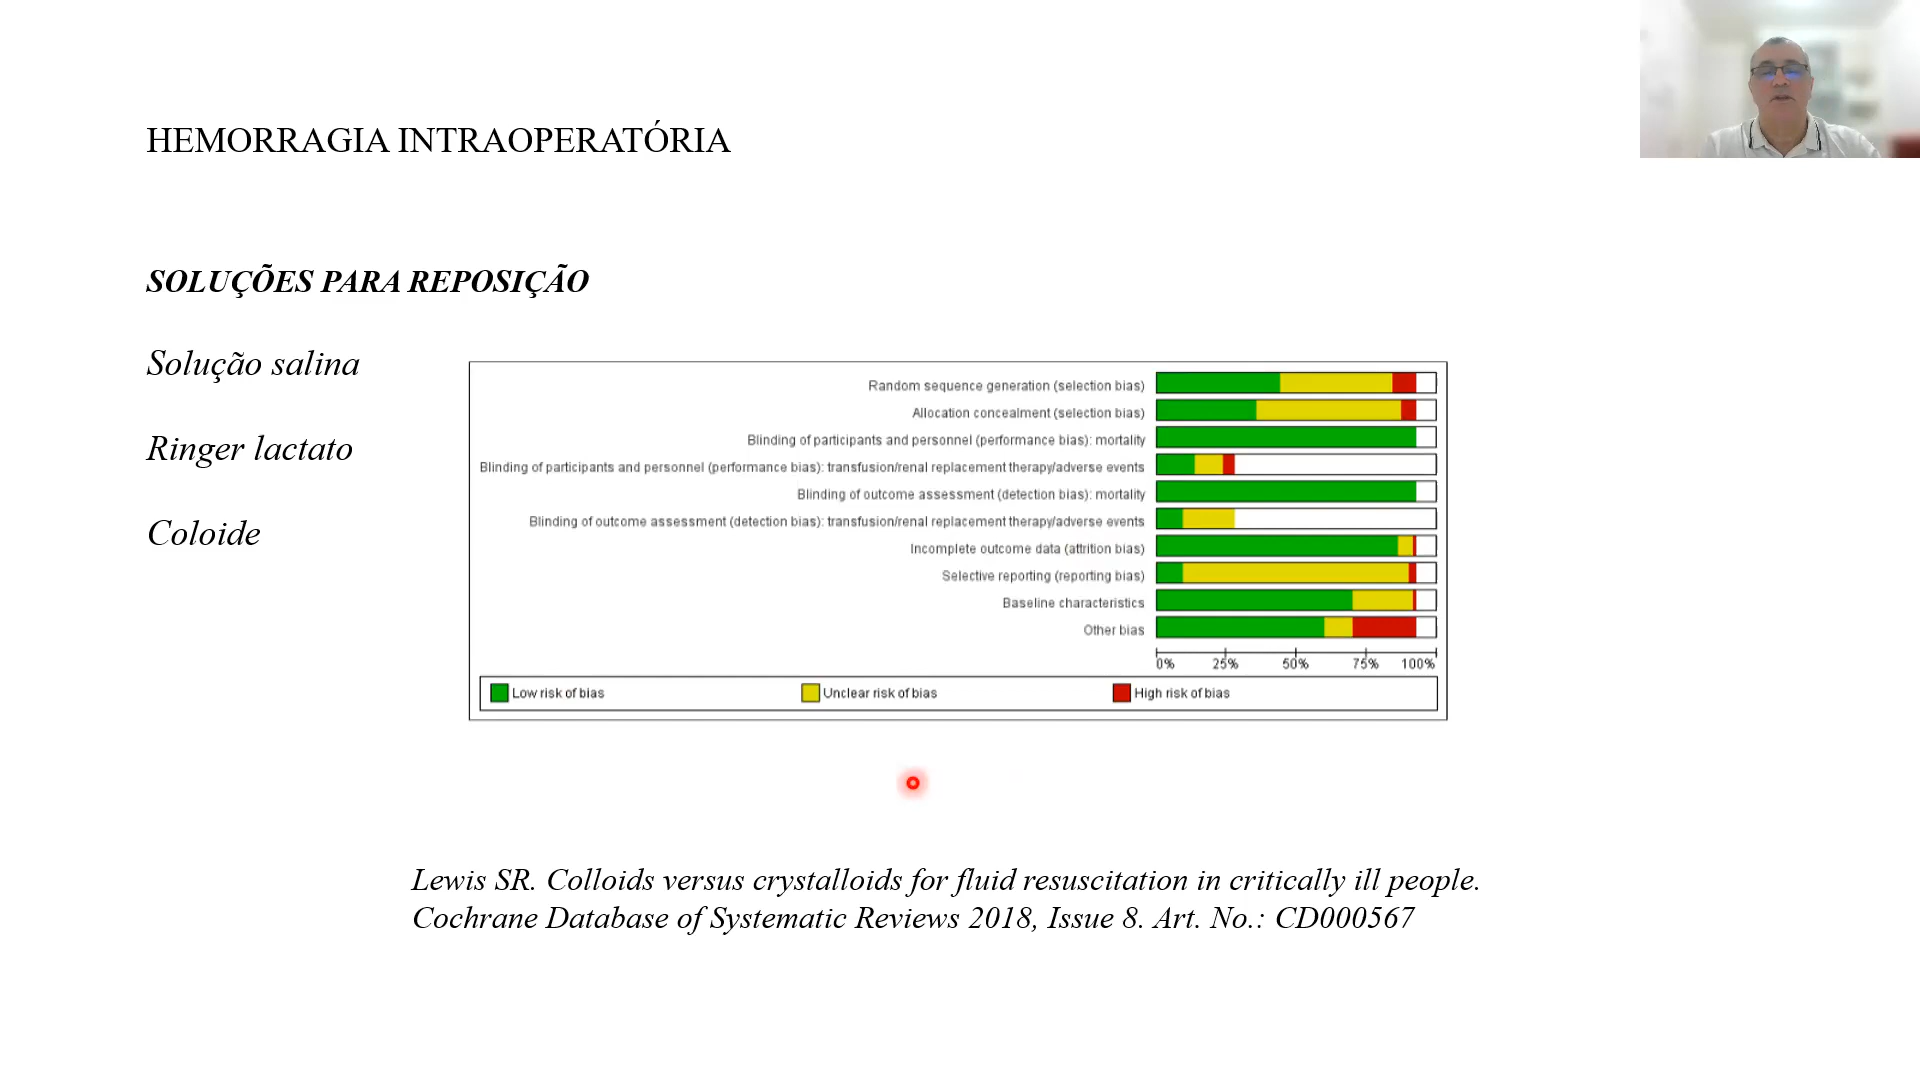 HEMORRAGIA INTRAOPERATÓRIA
SOLUÇÕES PARA REPOSIÇÃO
Solução salina
Ringer lactato
Coloide
Random sequence generation (selection bias)
Allocation concealment (selection bias)
Blinding of participants and personnel (performance bias): mortality
Blinding of participants and personnel (performance bias): transfusion/renal replacement therapy/adverse events
Blinding of outcome assessment (detection bias): mortality
Blinding of outcome assessment (detection bias): transfusion/renal replacement therapy/adverse events
Incomplete outcome data (attrition bias)
Selective reporting (reporting bias)
Baseline characteristics
Other bias
0% 25% 50% 75% 100%
Low risk of bias Unclear risk of bias High risk of bias
Lewis SR. Colloids versus crystalloids for fluid resuscitation in critically ill people.
Cochrane Database of Systematic Reviews 2018, Issue 8. Art. No.: CD000567